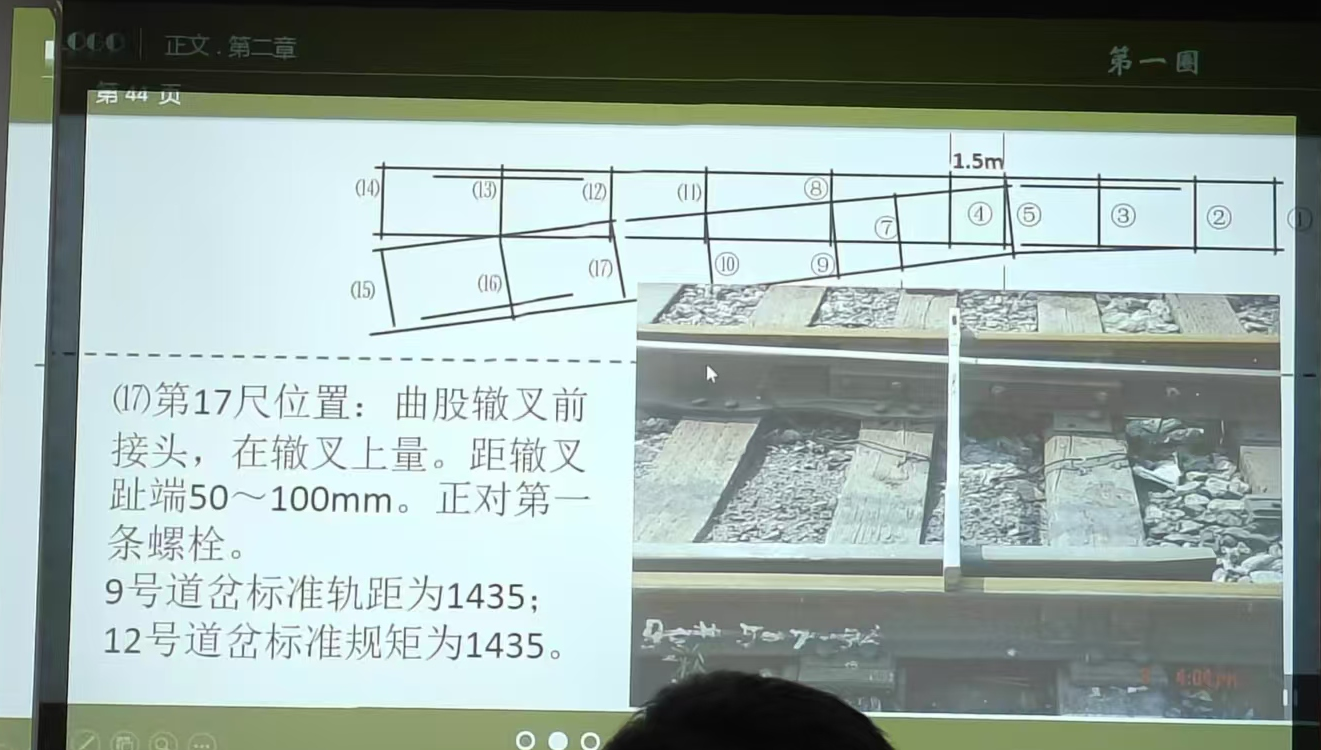 LOGO
正文.第二章
第一圈
第 44 页
1.5m
⒁
⒀
⑿
⑾
⑧
⑦
④
⑤
③
②
①
⒂
⒃
⒄
⑩
⑨
⒄第17尺位置：曲股辙叉前
接头，在辙叉上量。距辙叉
趾端50～100mm。正对第一
条螺栓。
9号道岔标准轨距为1435；
12号道岔标准规矩为1435。